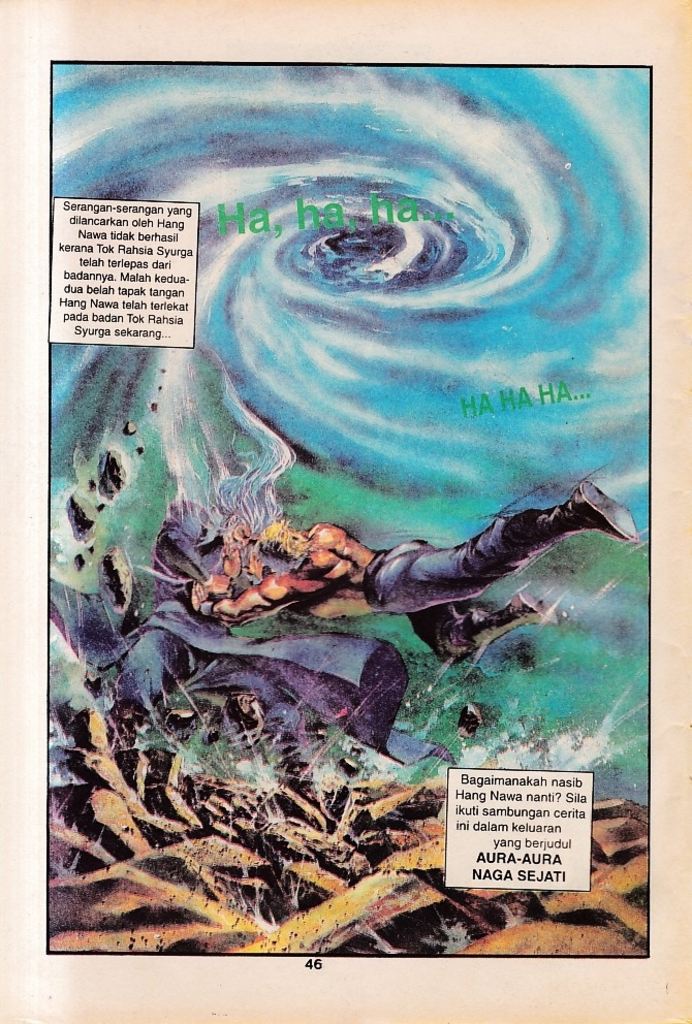 Serangan-serangan yang
dilancarkan oleh Hang
Nawa tidak berhasil
kerana Tok Rahsia Syurga
telah terlepas dari
badannya. Malah kedua-
dua belah tapak tangan
Hang Nawa telah terlekat
pada badan Tok Rahsia
Syurga sekarang...
Ha, ha, ha...
HA HA HA...
Bagaimanakah nasib
Hang Nawa nanti? Sila
ikuti sambungan cerita
ini dalam keluaran
yang berjudul
AURA-AURA
NAGA SEJATI
46